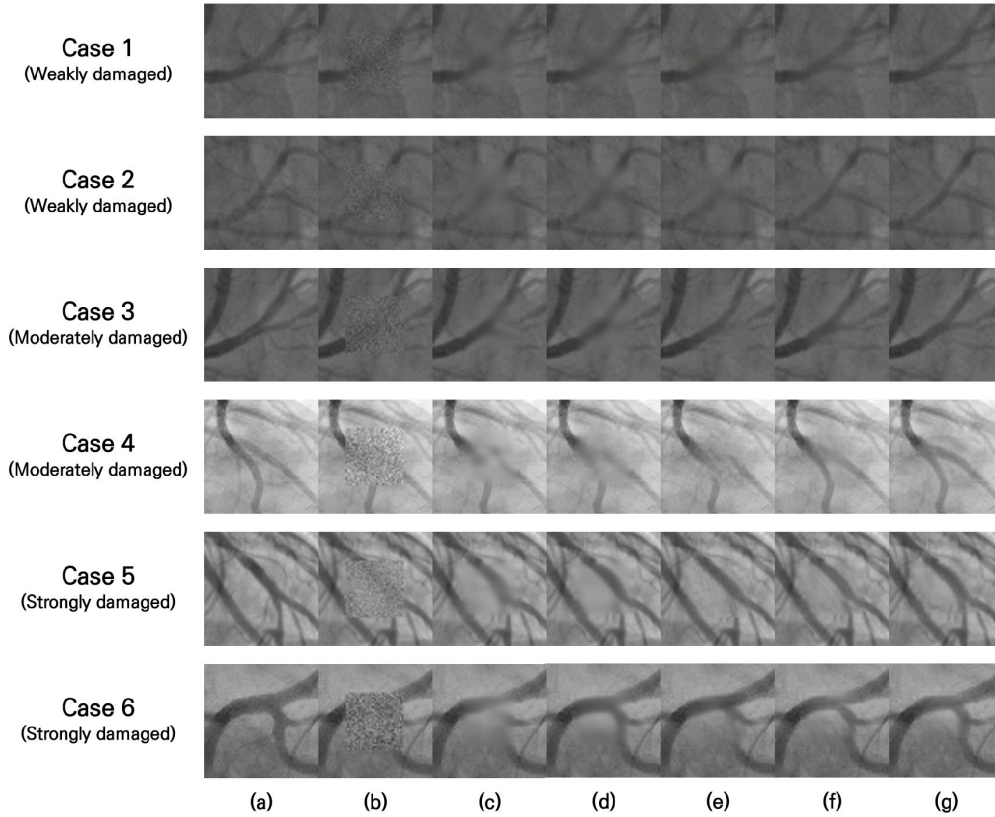 Case 1
(Weakly damaged)
Case 2
(Weakly damaged)
Case 3
(Moderately damaged)
Case 4
(Moderately damaged)
Case 5
(Strongly damaged)
Case 6
(Strongly damaged)
(a) (b) (c) (d) (e) (f) (g)